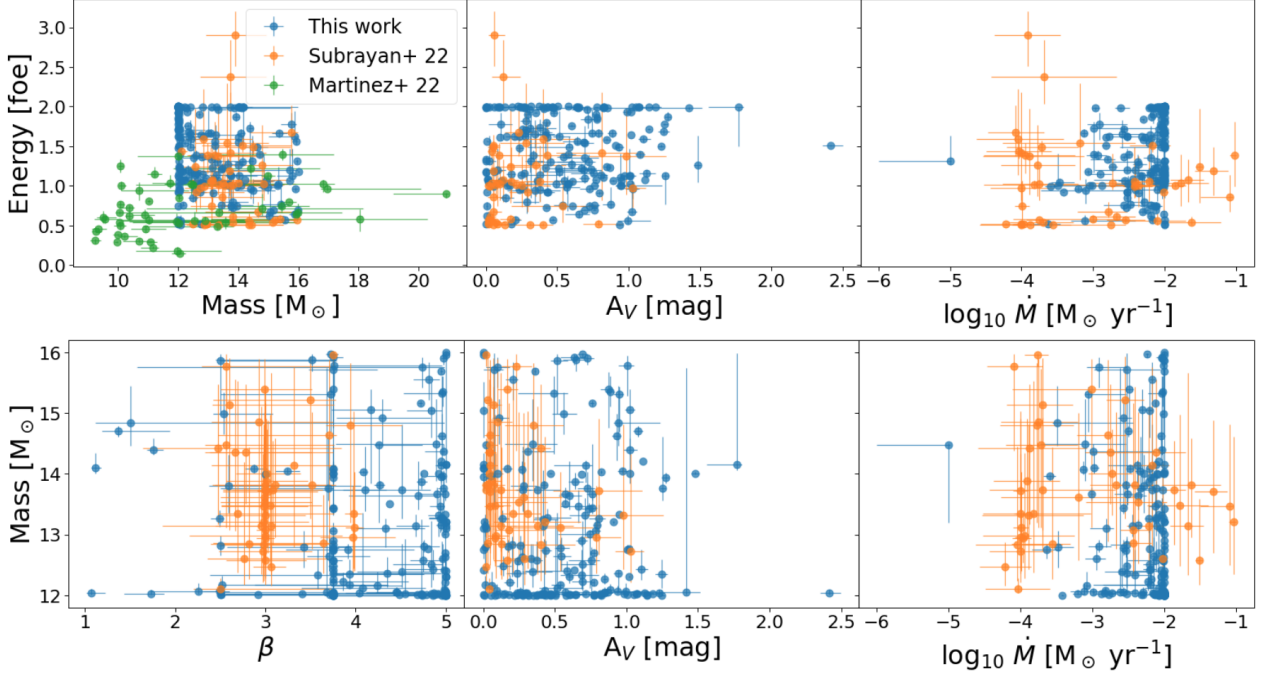 This work
Subrayan+ 22
Martinez+ 22
Energy [foe]
3.0
2.5
2.0
1.5
1.0
0.5
0.0
10 12 14 16 18 20
Mass [M⊙]
0.0 0.5 1.0 1.5 2.0 2.5
A_V [mag]
−6 −5 −4 −3 −2 −1
log₁₀ Ṁ [M⊙ yr⁻¹]
Mass [M⊙]
16
15
14
13
12
1 2 3 4 5
β
0.0 0.5 1.0 1.5 2.0 2.5
A_V [mag]
−6 −5 −4 −3 −2 −1
log₁₀ Ṁ [M⊙ yr⁻¹]